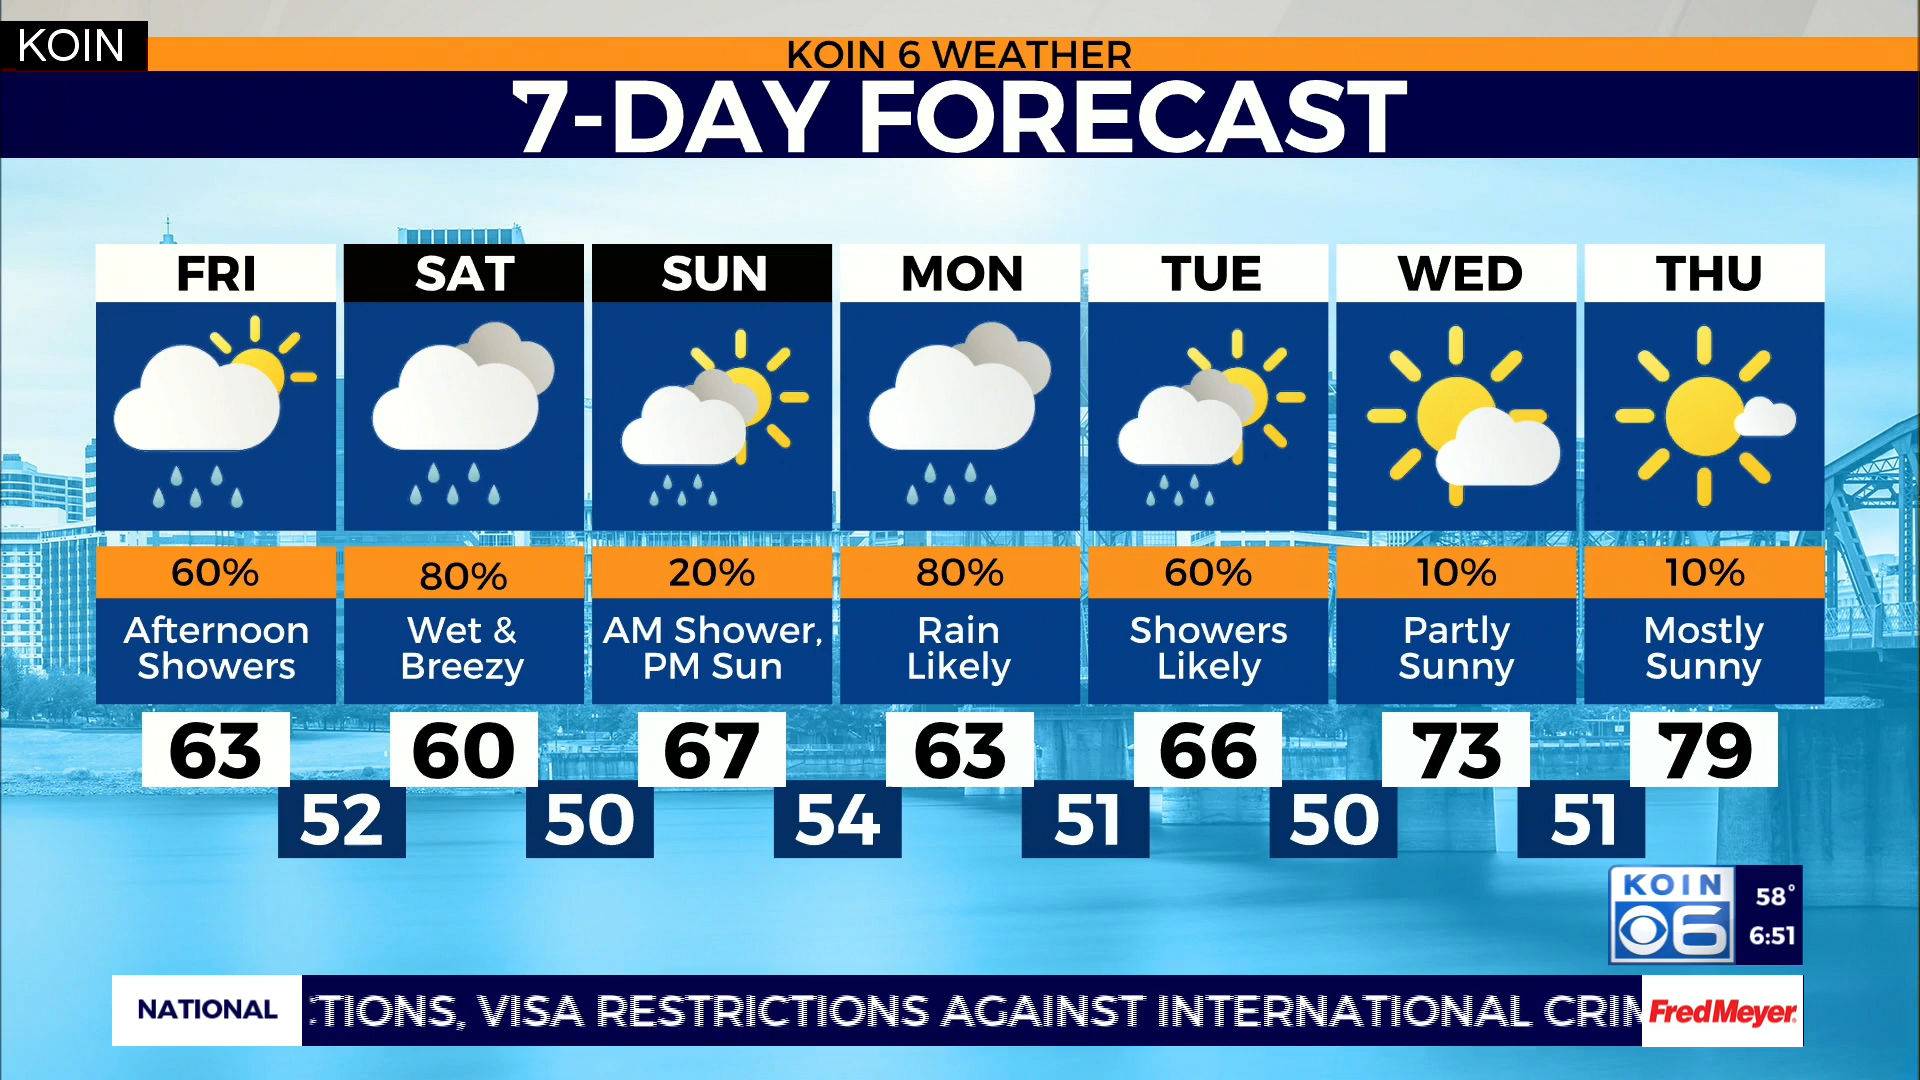 KOIN
KOIN 6 WEATHER
7-DAY FORECAST
FRI SAT SUN MON TUE WED THU
60% 80% 20% 80% 60% 10% 10%
Afternoon Wet & AM Shower, Rain Showers Partly Mostly
Showers Breezy PM Sun Likely Likely Sunny Sunny
63 60 67 63 66 73 79
52 50 54 51 50 51
KOIN
6
58°
6:51
NATIONAL
TIONS, VISA RESTRICTIONS AGAINST INTERNATIONAL CRIM
FredMeyer